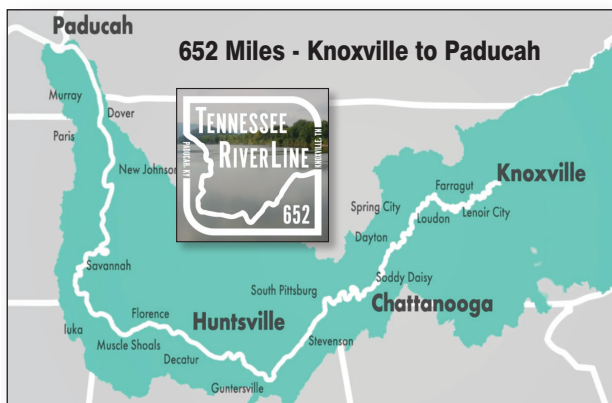 Paducah
652 Miles - Knoxville to Paducah
Murray
Dover
Paris
TENNESSEE
RIVERLINE
PADUCAH, KY
KNOXVILLE, TN
652
New Johnson
Knoxville
Farragut
Spring City
Loudon
Lenoir City
Dayton
Savannah
Soddy Daisy
South Pittsburg
Chattanooga
Florence
Huntsville
Iuka
Muscle Shoals
Stevenson
Decatur
Guntersville